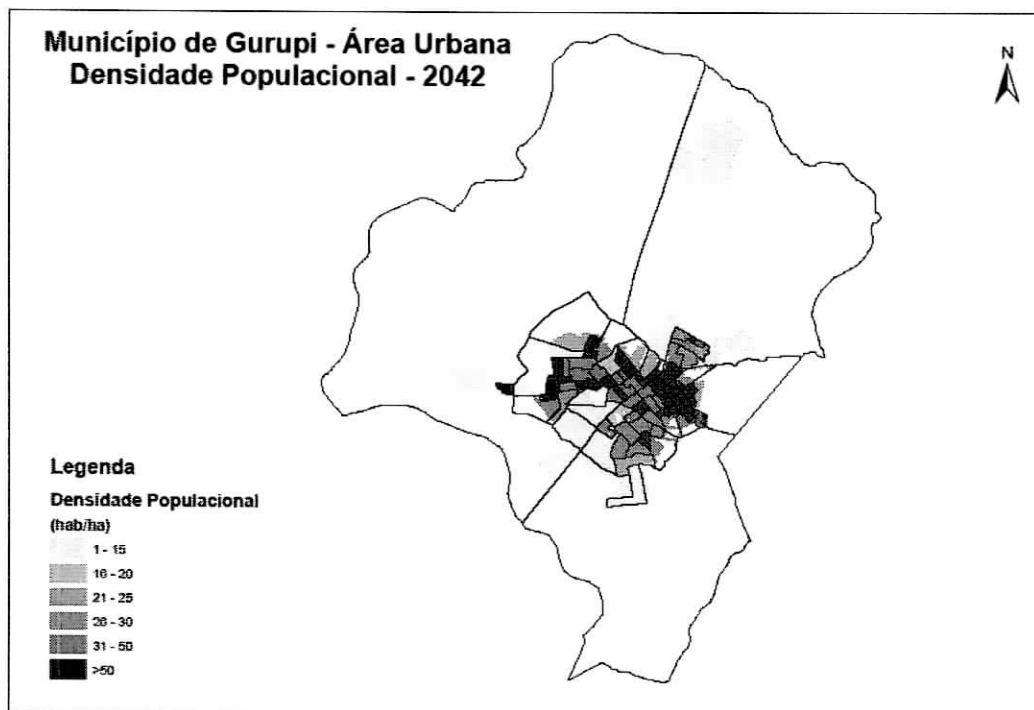 Município de Gurupi - Área Urbana
Densidade Populacional - 2042
N
Legenda
Densidade Populacional
(hab/ha)
1 - 15
16 - 20
21 - 25
26 - 30
31 - 50
>50